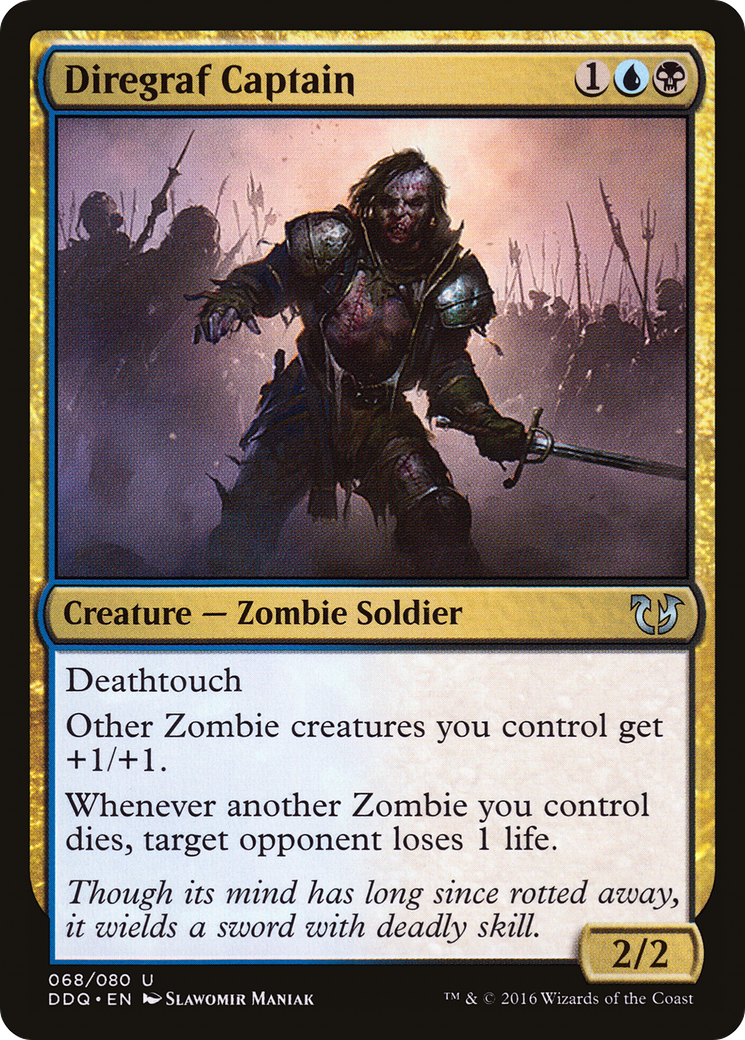 Diregraf Captain 1
Creature — Zombie Soldier
Deathtouch
Other Zombie creatures you control get
+1/+1.
Whenever another Zombie you control
dies, target opponent loses 1 life.
Though its mind has long since rotted away,
it wields a sword with deadly skill.
2/2
068/080 U
DDQ • EN SLAWOMIR MANIAK
™ & © 2016 Wizards of the Coast